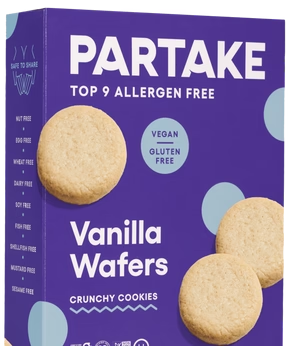 PARTAKE
TOP 9 ALLERGEN FREE
VEGAN
GLUTEN
FREE
Vanilla
Wafers
CRUNCHY COOKIES
SAFE TO SHARE
NUT FREE
EGG FREE
WHEAT FREE
DAIRY FREE
SOY FREE
FISH FREE
SHELLFISH FREE
MUSTARD FREE
SESAME FREE